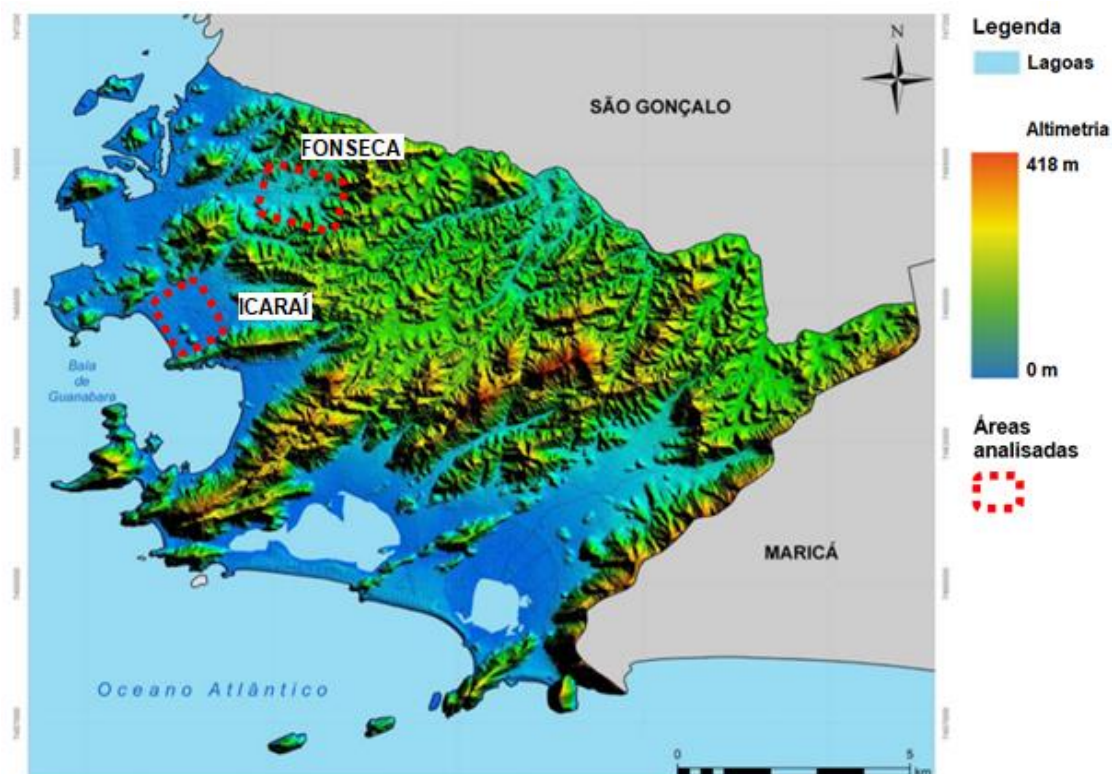 N
SÃO GONÇALO
FONSECA
ICARAÍ
Baía
de
Guanabara
MARICÁ
Oceano Atlântico
0 5
km
Legenda
Lagoas
Altimetria
418 m
0 m
Áreas
analisadas